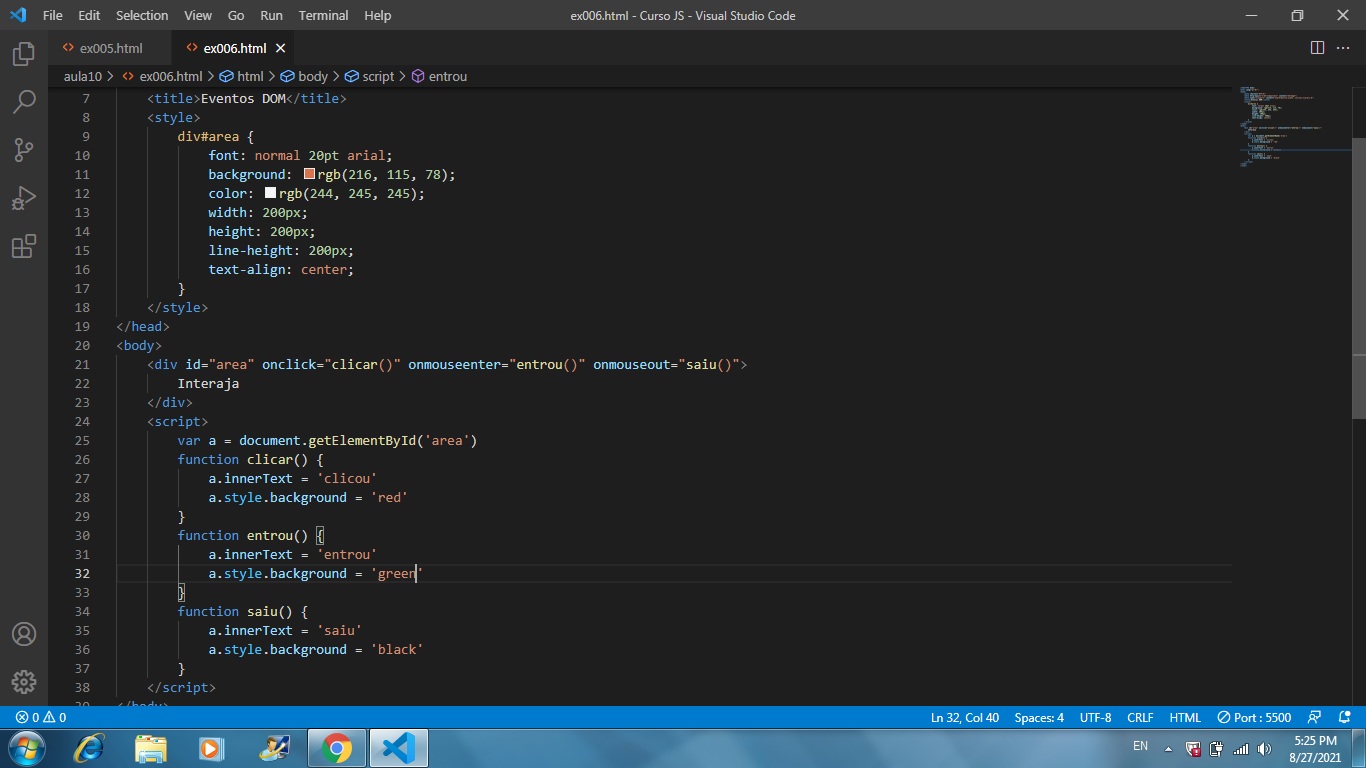 File Edit Selection View Go Run Terminal Help ex006.html - Curso JS - Visual Studio Code
ex005.html ex006.html
aula10 > ex006.html > html > body > script > entrou
7 <title>Eventos DOM</title>
8 <style>
9 div#area {
10 font: normal 20pt arial;
11 background: rgb(216, 115, 78);
12 color: rgb(244, 245, 245);
13 width: 200px;
14 height: 200px;
15 line-height: 200px;
16 text-align: center;
17 }
18 </style>
19 </head>
20 <body>
21 <div id="area" onclick="clicar()" onmouseenter="entrou()" onmouseout="saiu()">
22 Interaja
23 </div>
24 <script>
25 var a = document.getElementById('area')
26 function clicar() {
27 a.innerText = 'clicou'
28 a.style.background = 'red'
29 }
30 function entrou() {
31 a.innerText = 'entrou'
32 a.style.background = 'green'
33 }
34 function saiu() {
35 a.innerText = 'saiu'
36 a.style.background = 'black'
37 }
38 </script>
39 </body>
0 0 Ln 32, Col 40 Spaces: 4 UTF-8 CRLF HTML Port : 5500
EN 5:25 PM
8/27/2021